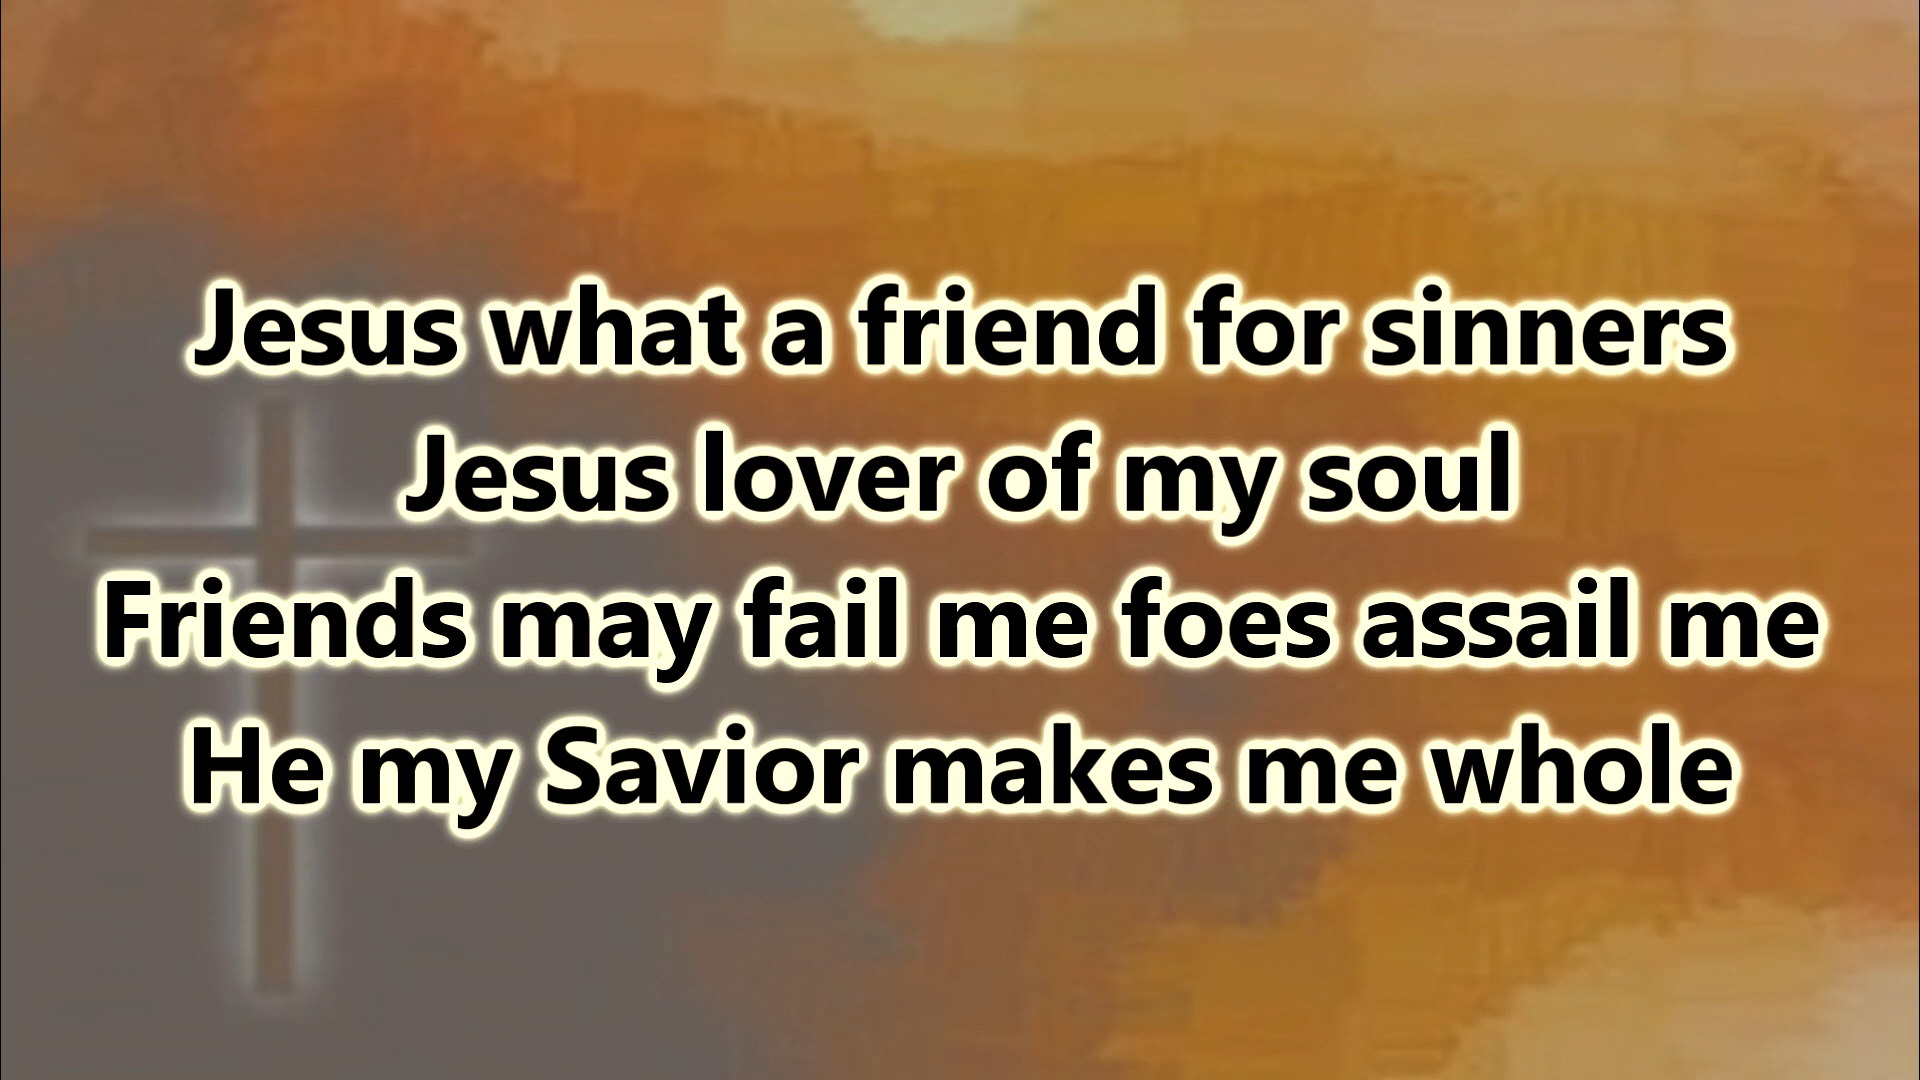 Jesus what a friend for sinners
Jesus lover of my soul
Friends may fail me foes assail me
He my Savior makes me whole